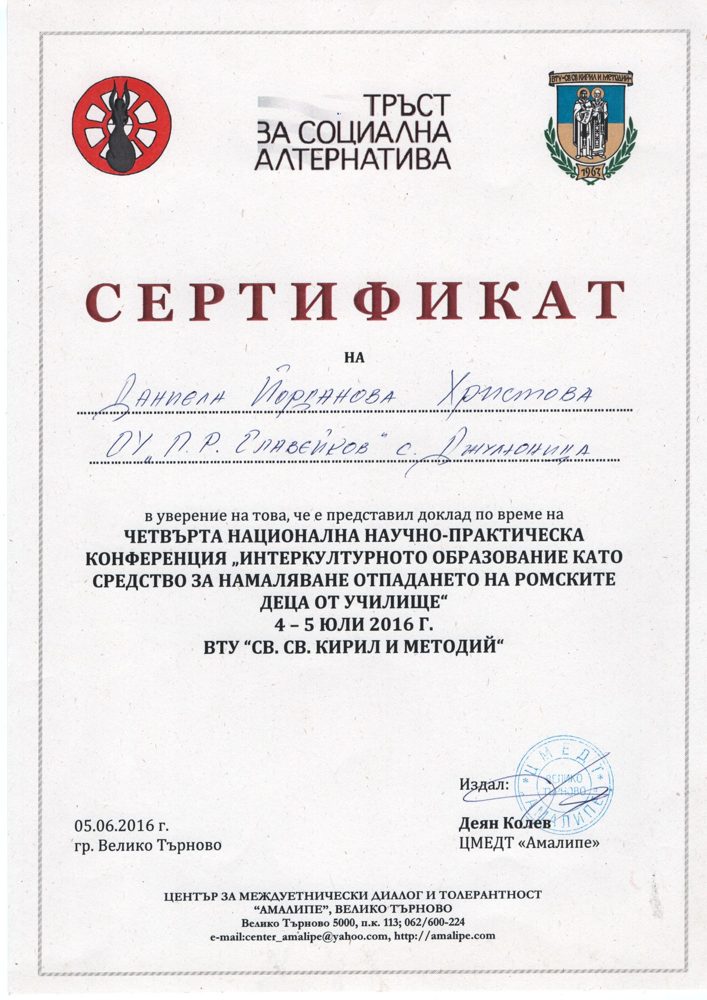 ВТУ "СВ СВ КИРИЛ И МЕТОДИЙ"
ТРЪСТ
ЗА СОЦИАЛНА
АЛТЕРНАТИВА
1963
СЕРТИФИКАТ
НА
Даниела Йорданова Христова
ОУ „П. Р. Славейков" с. Джулюница
в уверение на това, че е представил доклад по време на
ЧЕТВЪРТА НАЦИОНАЛНА НАУЧНО-ПРАКТИЧЕСКА
КОНФЕРЕНЦИЯ „ИНТЕРКУЛТУРНОТО ОБРАЗОВАНИЕ КАТО
СРЕДСТВО ЗА НАМАЛЯВАНЕ ОТПАДАНЕТО НА РОМСКИТЕ
ДЕЦА ОТ УЧИЛИЩЕ“
4 – 5 ЮЛИ 2016 Г.
ВТУ “СВ. СВ. КИРИЛ И МЕТОДИЙ“
* ЦМЕДТ *
ВЕЛИКО
ТЪРНОВО
"АМАЛИПЕ"
Издал:
Деян Колев
ЦМЕДТ «Амалипе»
05.06.2016 г.
гр. Велико Търново
ЦЕНТЪР ЗА МЕЖДУЕТНИЧЕСКИ ДИАЛОГ И ТОЛЕРАНТНОСТ
“АМАЛИПЕ”, ВЕЛИКО ТЪРНОВО
Велико Търново 5000, п.к. 113; 062/600-224
e-mail:center_amalipe@yahoo.com, http://amalipe.com